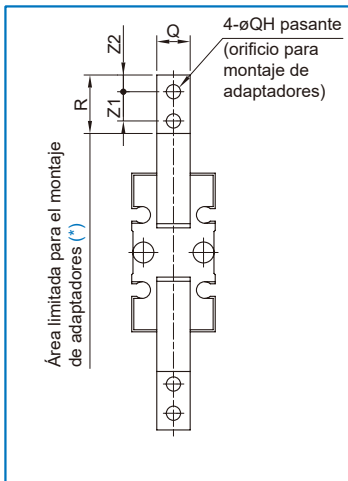 Q
4-øQH pasante
(orificio para
montaje de
adaptadores)
Z2
R
Z1
Área limitada para el montaje
de adaptadores (*)